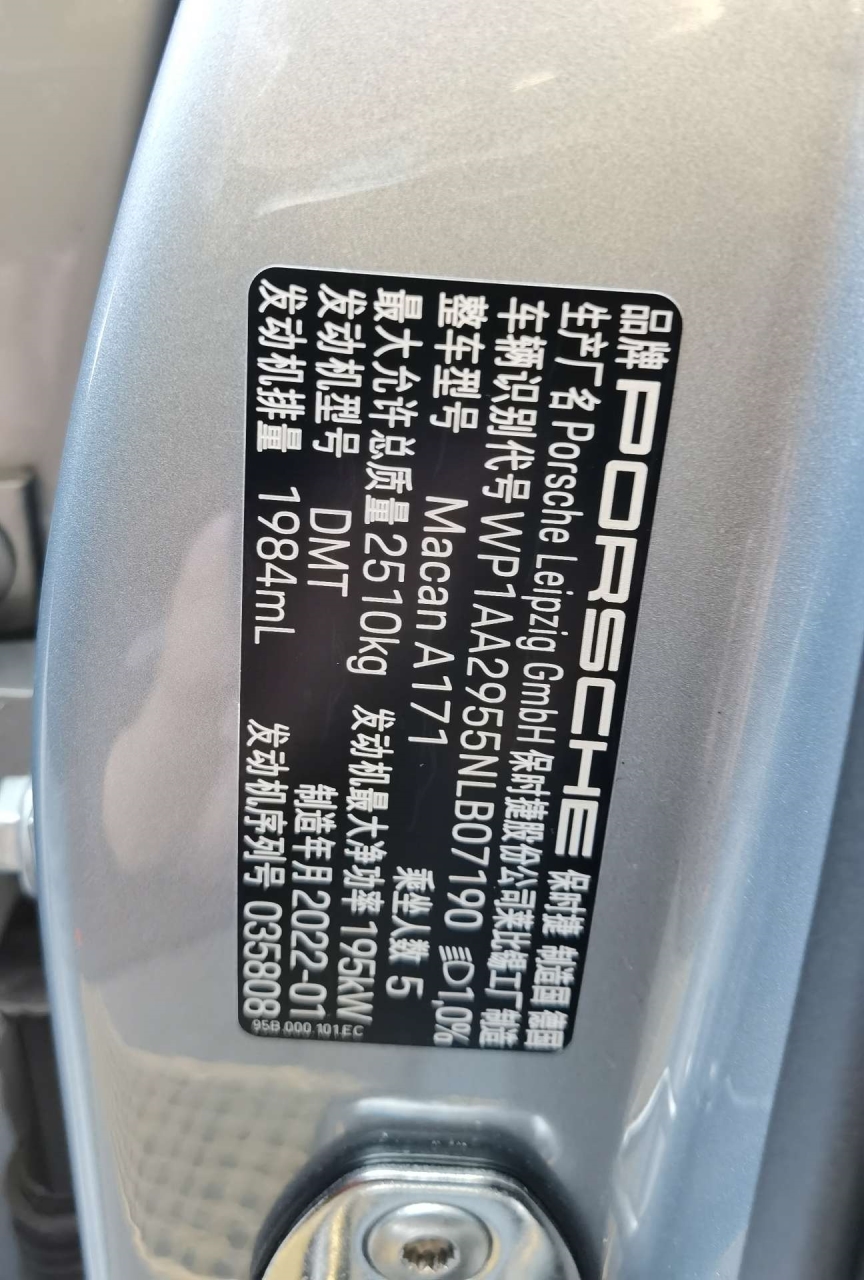 品牌 PORSCHE 保时捷 制造国 德国
生产厂名 Porsche Leipzig GmbH 保时捷股份公司莱比锡工厂 制造
车辆识别代号 WP1AA2955NLB07190 1,0%
整车型号 Macan A171 乘坐人数 5
最大允许总质量 2510kg 发动机最大净功率 195kW
发动机型号 DMT 制造年月 2022-01
发动机排量 1984mL 发动机序列号 035808
95B.000.101.EC